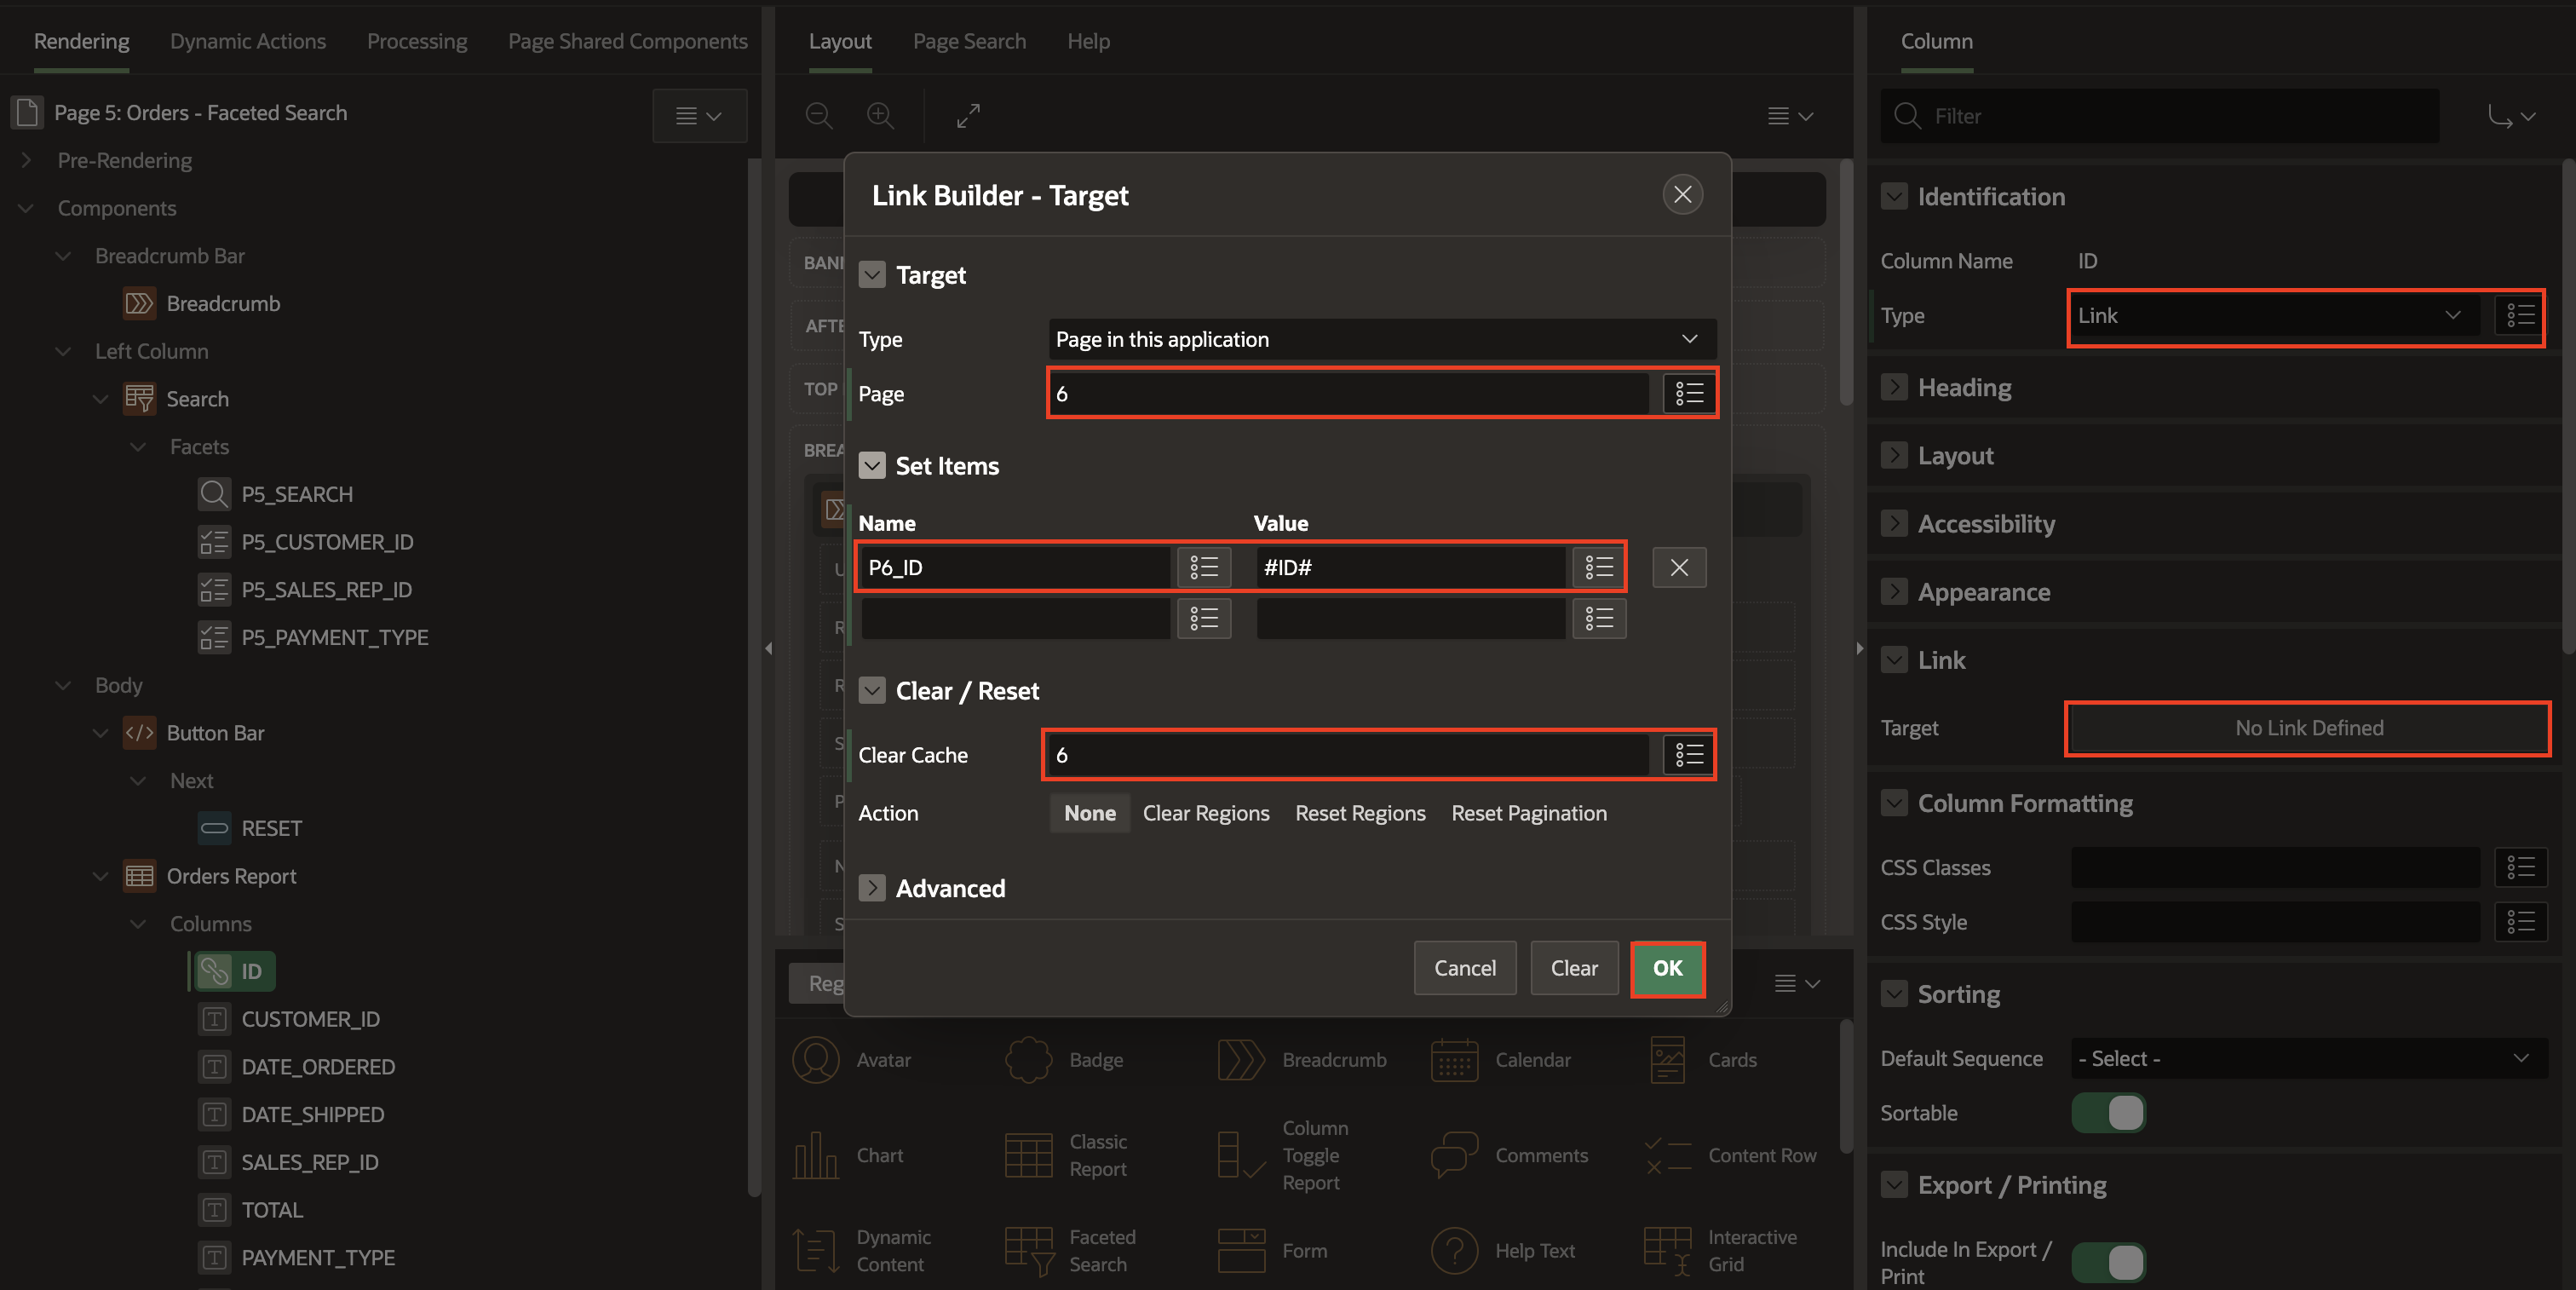 Rendering
Dynamic Actions
Processing
Page Shared Components
Page 5: Orders - Faceted Search
Pre-Rendering
Components
Breadcrumb Bar
Breadcrumb
Left Column
Search
Facets
P5_SEARCH
P5_CUSTOMER_ID
P5_SALES_REP_ID
P5_PAYMENT_TYPE
Body
Button Bar
Next
RESET
Orders Report
Columns
ID
CUSTOMER_ID
DATE_ORDERED
DATE_SHIPPED
SALES_REP_ID
TOTAL
PAYMENT_TYPE
Layout
Page Search
Help
BAN
AFTE
TOP
BREA
Link Builder - Target
Target
Type
Page in this application
Page
6
Set Items
Name
Value
P6_ID
#ID#
Clear / Reset
Clear Cache
6
Action
None
Clear Regions
Reset Regions
Reset Pagination
Advanced
Cancel
Clear
OK
Reg
Avatar
Badge
Breadcrumb
Calendar
Cards
Chart
Classic
Report
Column
Toggle
Report
Comments
Content Row
Dynamic
Content
Faceted
Search
Form
Help Text
Interactive
Grid
Column
Filter
Identification
Column Name
ID
Type
Link
Heading
Layout
Accessibility
Appearance
Link
Target
No Link Defined
Column Formatting
CSS Classes
CSS Style
Sorting
Default Sequence
- Select -
Sortable
Export / Printing
Include In Export /
Print